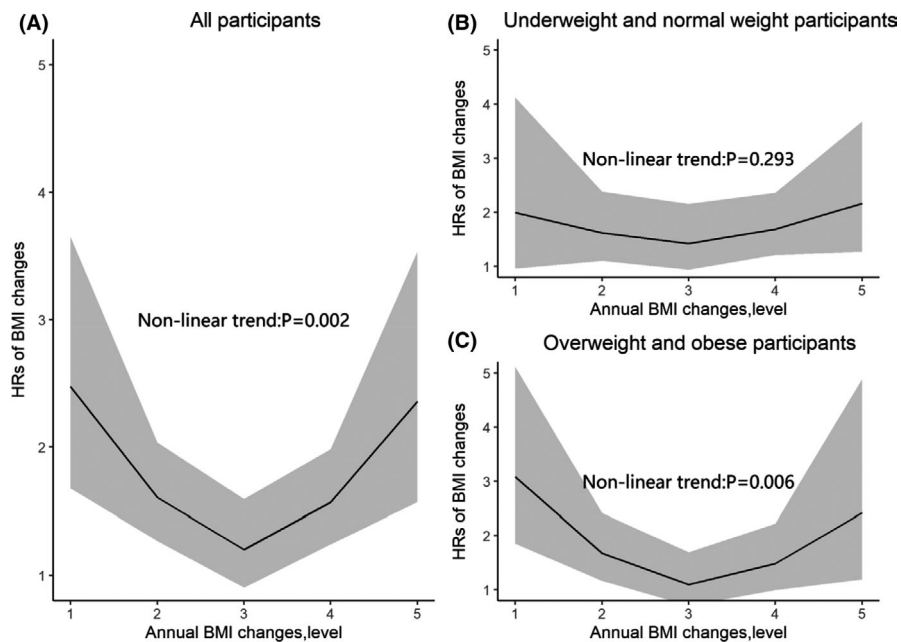 (A)
All participants
HRs of BMI changes
5
4
3
2
1
Non-linear trend:P=0.002
1 2 3 4 5
Annual BMI changes,level
(B)
Underweight and normal weight participants
HRs of BMI changes
5
4
3
2
1
Non-linear trend:P=0.293
1 2 3 4 5
Annual BMI changes,level
(C)
Overweight and obese participants
HRs of BMI changes
5
4
3
2
1
Non-linear trend:P=0.006
1 2 3 4 5
Annual BMI changes,level